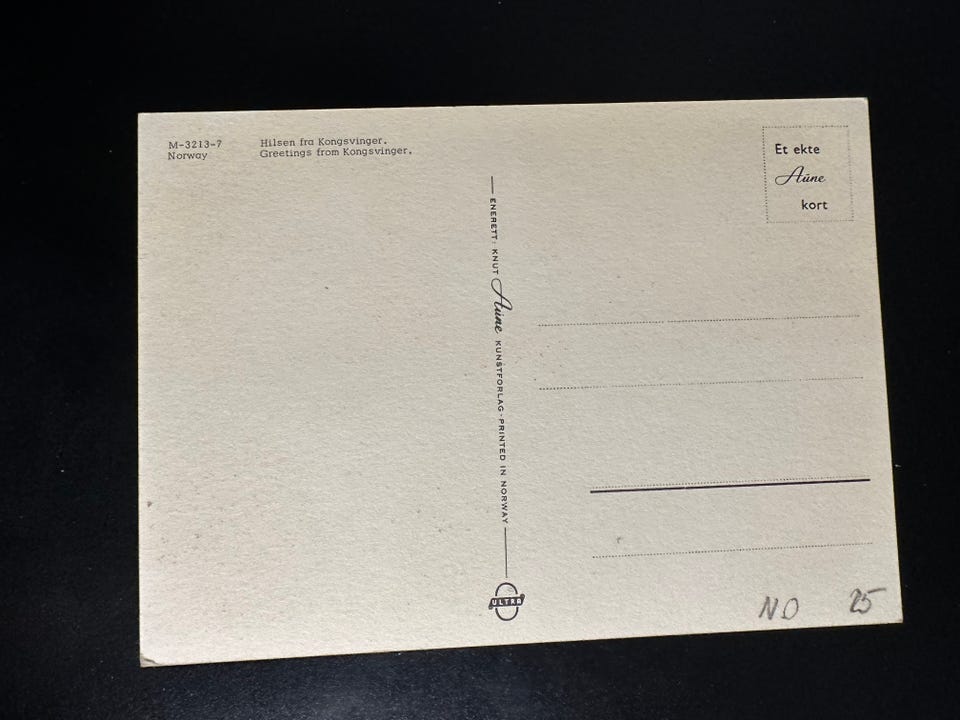 M-3213-7
Norway
Hilsen fra Kongsvinger.
Greetings from Kongsvinger.
Et ekte
Aune
kort
ENERETT: KNUT Aune KUNSTFORLAG - PRINTED IN NORWAY
ULTRA
NO 25